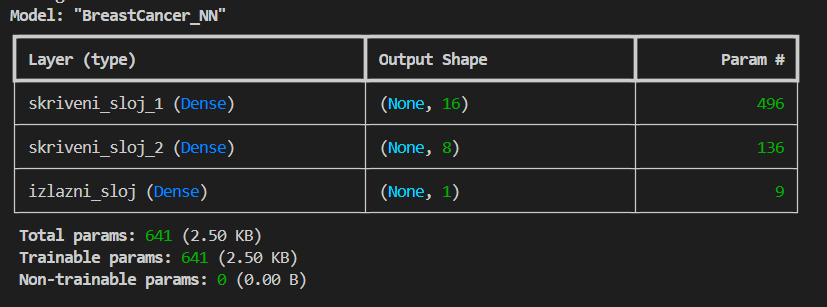 Model: "BreastCancer_NN"
Layer (type) Output Shape Param #
skriveni_sloj_1 (Dense) (None, 16) 496
skriveni_sloj_2 (Dense) (None, 8) 136
izlazni_sloj (Dense) (None, 1) 9
Total params: 641 (2.50 KB)
Trainable params: 641 (2.50 KB)
Non-trainable params: 0 (0.00 B)